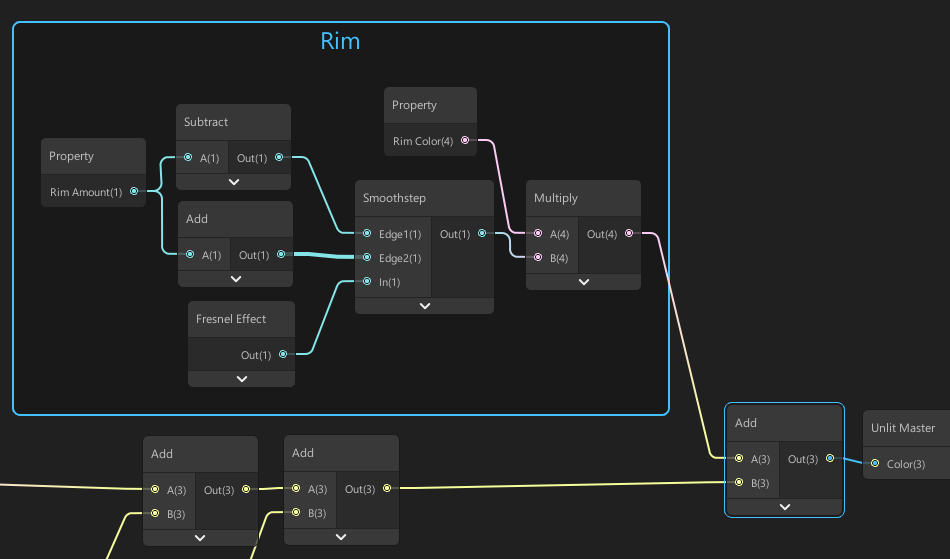 Rim
Property
Rim Amount(1)
Subtract
A(1) Out(1)
Add
A(1) Out(1)
Fresnel Effect
Out(1)
Property
Rim Color(4)
Smoothstep
Edge1(1) Out(1)
Edge2(1)
In(1)
Multiply
A(4) Out(4)
B(4)
Add
A(3) Out(3)
B(3)
Add
A(3) Out(3)
B(3)
Add
A(3) Out(3)
B(3)
Unlit Master
Color(3)